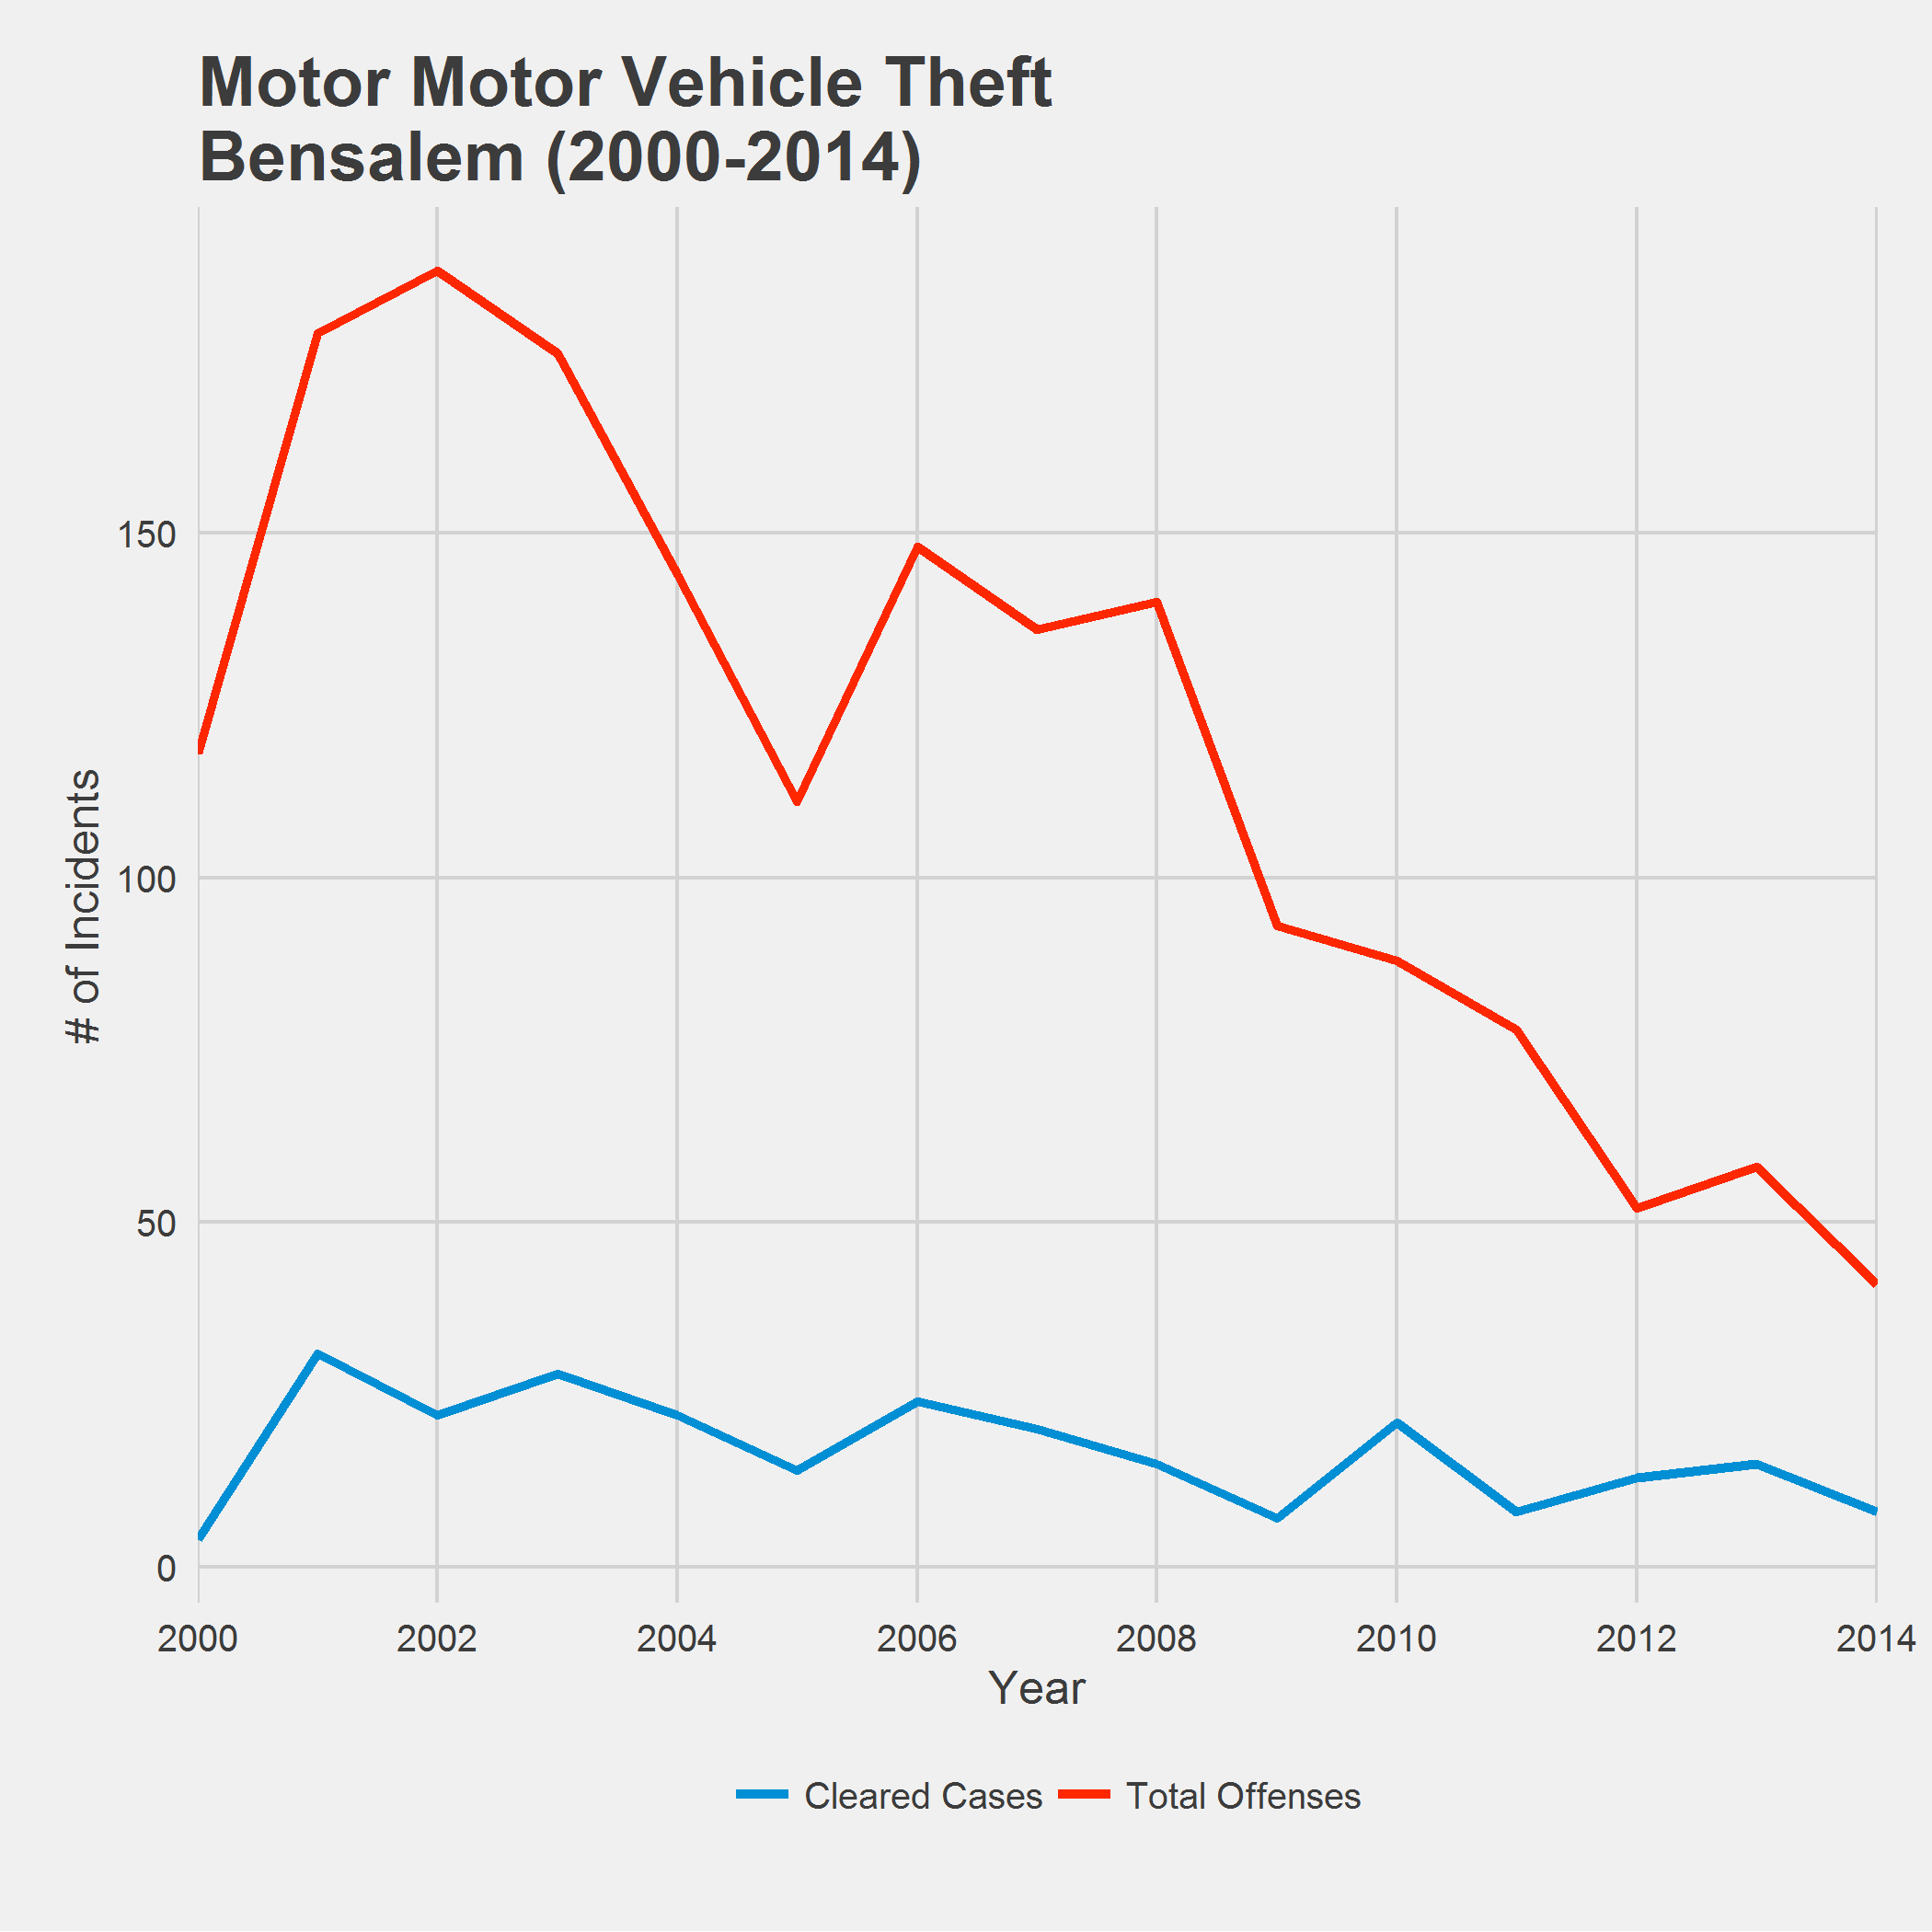 Motor Motor Vehicle Theft
Bensalem (2000-2014)
# of Incidents
150
100
50
0
2000 2002 2004 2006 2008 2010 2012 2014
Year
Cleared Cases Total Offenses